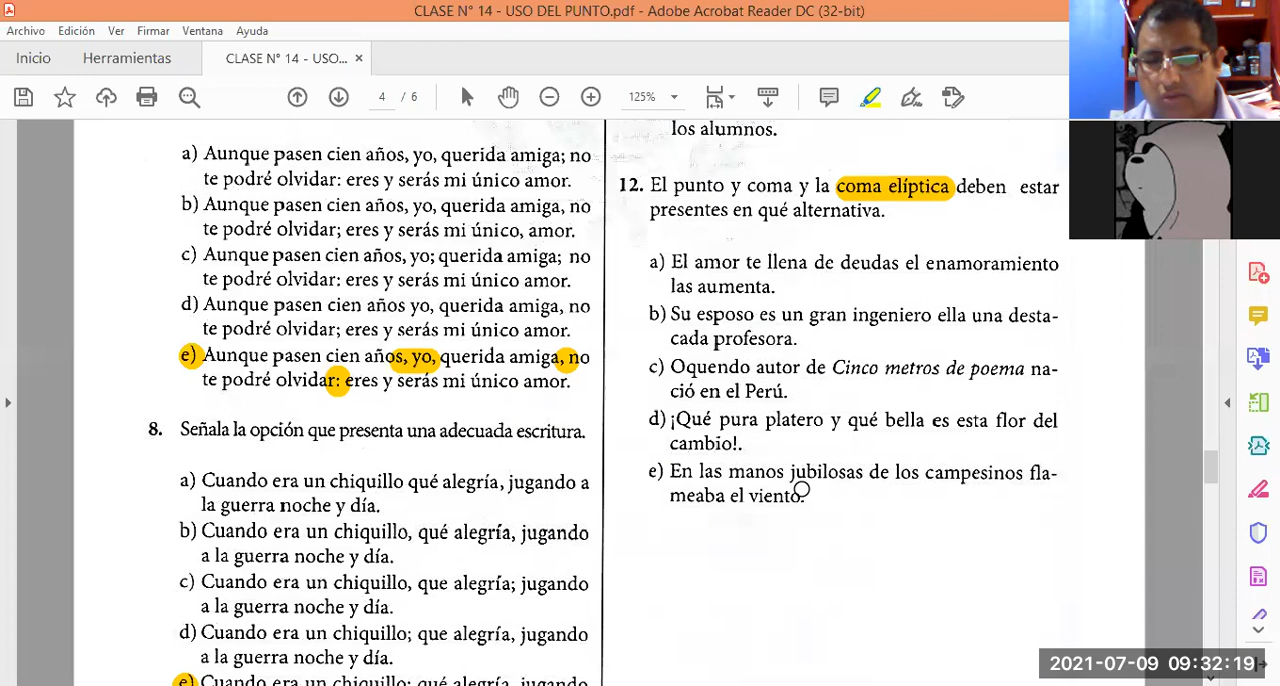 CLASE N° 14 - USO DEL PUNTO.pdf - Adobe Acrobat Reader DC (32-bit)
Archivo Edición Ver Firmar Ventana Ayuda
Inicio Herramientas CLASE N° 14 - USO... ×
4 / 6 125%
a) Aunque pasen cien años, yo, querida amiga; no
te podré olvidar: eres y serás mi único amor.
b) Aunque pasen cien años, yo, querida amiga, no
te podré olvidar; eres y serás mi único, amor.
c) Aunque pasen cien años, yo; querida amiga; no
te podré olvidar: eres y serás mi único amor.
d) Aunque pasen cien años yo, querida amiga, no
te podré olvidar; eres y serás mi único amor.
e) Aunque pasen cien años, yo, querida amiga, no
te podré olvidar: eres y serás mi único amor.
8. Señala la opción que presenta una adecuada escritura.
a) Cuando era un chiquillo qué alegría, jugando a
la guerra noche y día.
b) Cuando era un chiquillo, qué alegría, jugando
a la guerra noche y día.
c) Cuando era un chiquillo, que alegría; jugando
a la guerra noche y día.
d) Cuando era un chiquillo; que alegría, jugando
a la guerra noche y día.
e) Cuando era un chiquillo; qué alegría, jugando
los alumnos.
12. El punto y coma y la coma elíptica deben estar
presentes en qué alternativa.
a) El amor te llena de deudas el enamoramiento
las aumenta.
b) Su esposo es un gran ingeniero ella una desta-
cada profesora.
c) Oquendo autor de Cinco metros de poema na-
ció en el Perú.
d) ¡Qué pura platero y qué bella es esta flor del
cambio!.
e) En las manos jubilosas de los campesinos fla-
meaba el viento.
2021-07-09 09:32:19